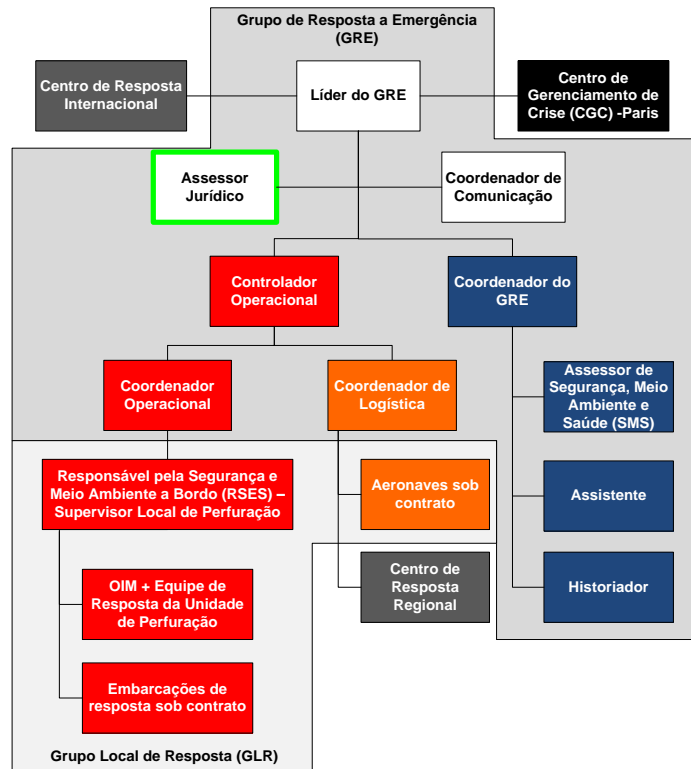 Grupo de Resposta a Emergência
(GRE)
Centro de Resposta
Internacional
Líder do GRE
Centro de
Gerenciamento de
Crise (CGC) -Paris
Assessor
Jurídico
Coordenador de
Comunicação
Controlador
Operacional
Coordenador do
GRE
Coordenador
Operacional
Coordenador de
Logística
Assessor de
Segurança, Meio
Ambiente e
Saúde (SMS)
Responsável pela Segurança e
Meio Ambiente a Bordo (RSES) –
Supervisor Local de Perfuração
Aeronaves sob
contrato
Assistente
OIM + Equipe de
Resposta da Unidade
de Perfuração
Centro de
Resposta
Regional
Historiador
Embarcações de
resposta sob contrato
Grupo Local de Resposta (GLR)